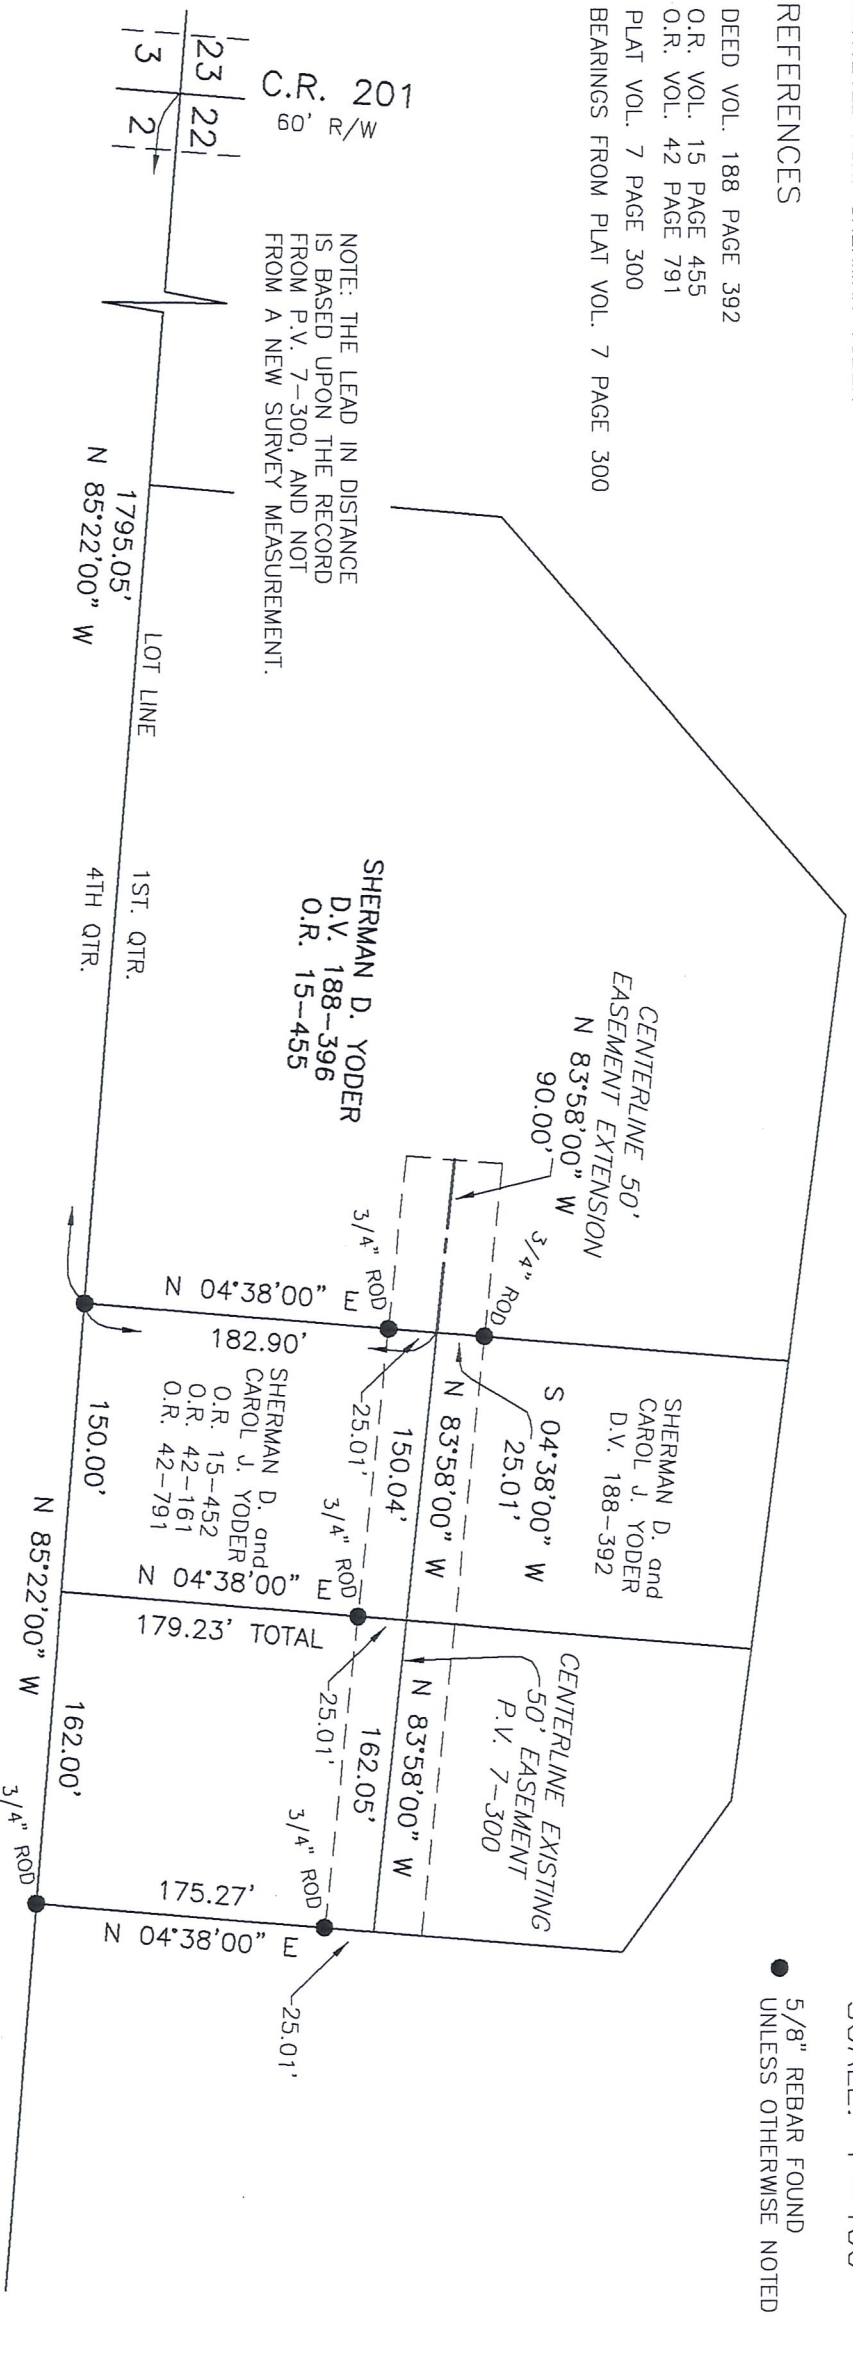 REFERENCES
DEED VOL. 188 PAGE 392
O.R. VOL. 15 PAGE 455
O.R. VOL. 42 PAGE 791
PLAT VOL. 7 PAGE 300
BEARINGS FROM PLAT VOL. 7 PAGE 300
5/8" REBAR FOUND
UNLESS OTHERWISE NOTED
C.R. 201
60' R/W
23 22
3 2
NOTE: THE LEAD IN DISTANCE
IS BASED UPON THE RECORD
FROM P.V. 7-300, AND NOT
FROM A NEW SURVEY MEASUREMENT.
1795.05'
N 85°22'00" W
LOT LINE
1ST. QTR.
4TH QTR.
SHERMAN D. YODER
D.V. 188-396
O.R. 15-455
CENTERLINE 50'
EASEMENT EXTENSION
N 83°58'00" W
90.00'
3/4" ROD
3/4" ROD
N 04°38'00" E
182.90'
25.01'
S 04°38'00" W
25.01'
SHERMAN D. and
CAROL J. YODER
D.V. 188-392
N 83°58'00" W
150.04'
SHERMAN D. and
CAROL J. YODER
O.R. 15-452
O.R. 42-161
O.R. 42-791
150.00'
N 85°22'00" W
3/4" ROD
N 04°38'00" E
179.23' TOTAL
25.01'
CENTERLINE EXISTING
50' EASEMENT
P.V. 7-300
N 83°58'00" W
162.05'
162.00'
3/4" ROD
3/4" ROD
175.27'
N 04°38'00" E
25.01'